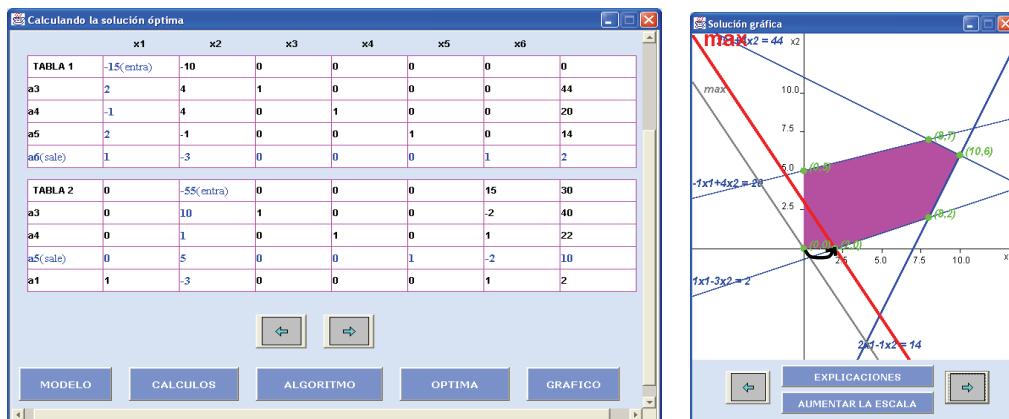 Calculando la solución óptima
x1 x2 x3 x4 x5 x6
TABLA 1 -15(entra) -10 0 0 0 0 0
a3 2 4 1 0 0 0 44
a4 -1 4 0 1 0 0 20
a5 2 -1 0 0 1 0 14
a6(sale) 1 -3 0 0 0 1 2
TABLA 2 0 -55(entra) 0 0 0 15 30
a3 0 10 1 0 0 -2 40
a4 0 1 0 1 0 1 22
a5(sale) 0 5 0 0 1 -2 10
a1 1 -3 0 0 0 1 2
MODELO CALCULOS ALGORITMO OPTIMA GRAFICO
Solución gráfica
max x2 = 44 x2
max
10.0
7.5
(8,7)
(10,6)
5.0
(0,5)
-1x1+4x2 = 20
2.5
(8,2)
(0,0) (2,0)
2.5 5.0 7.5 10.0 x
1x1-3x2 = 2
2x1-1x2 = 14
EXPLICACIONES
AUMENTAR LA ESCALA